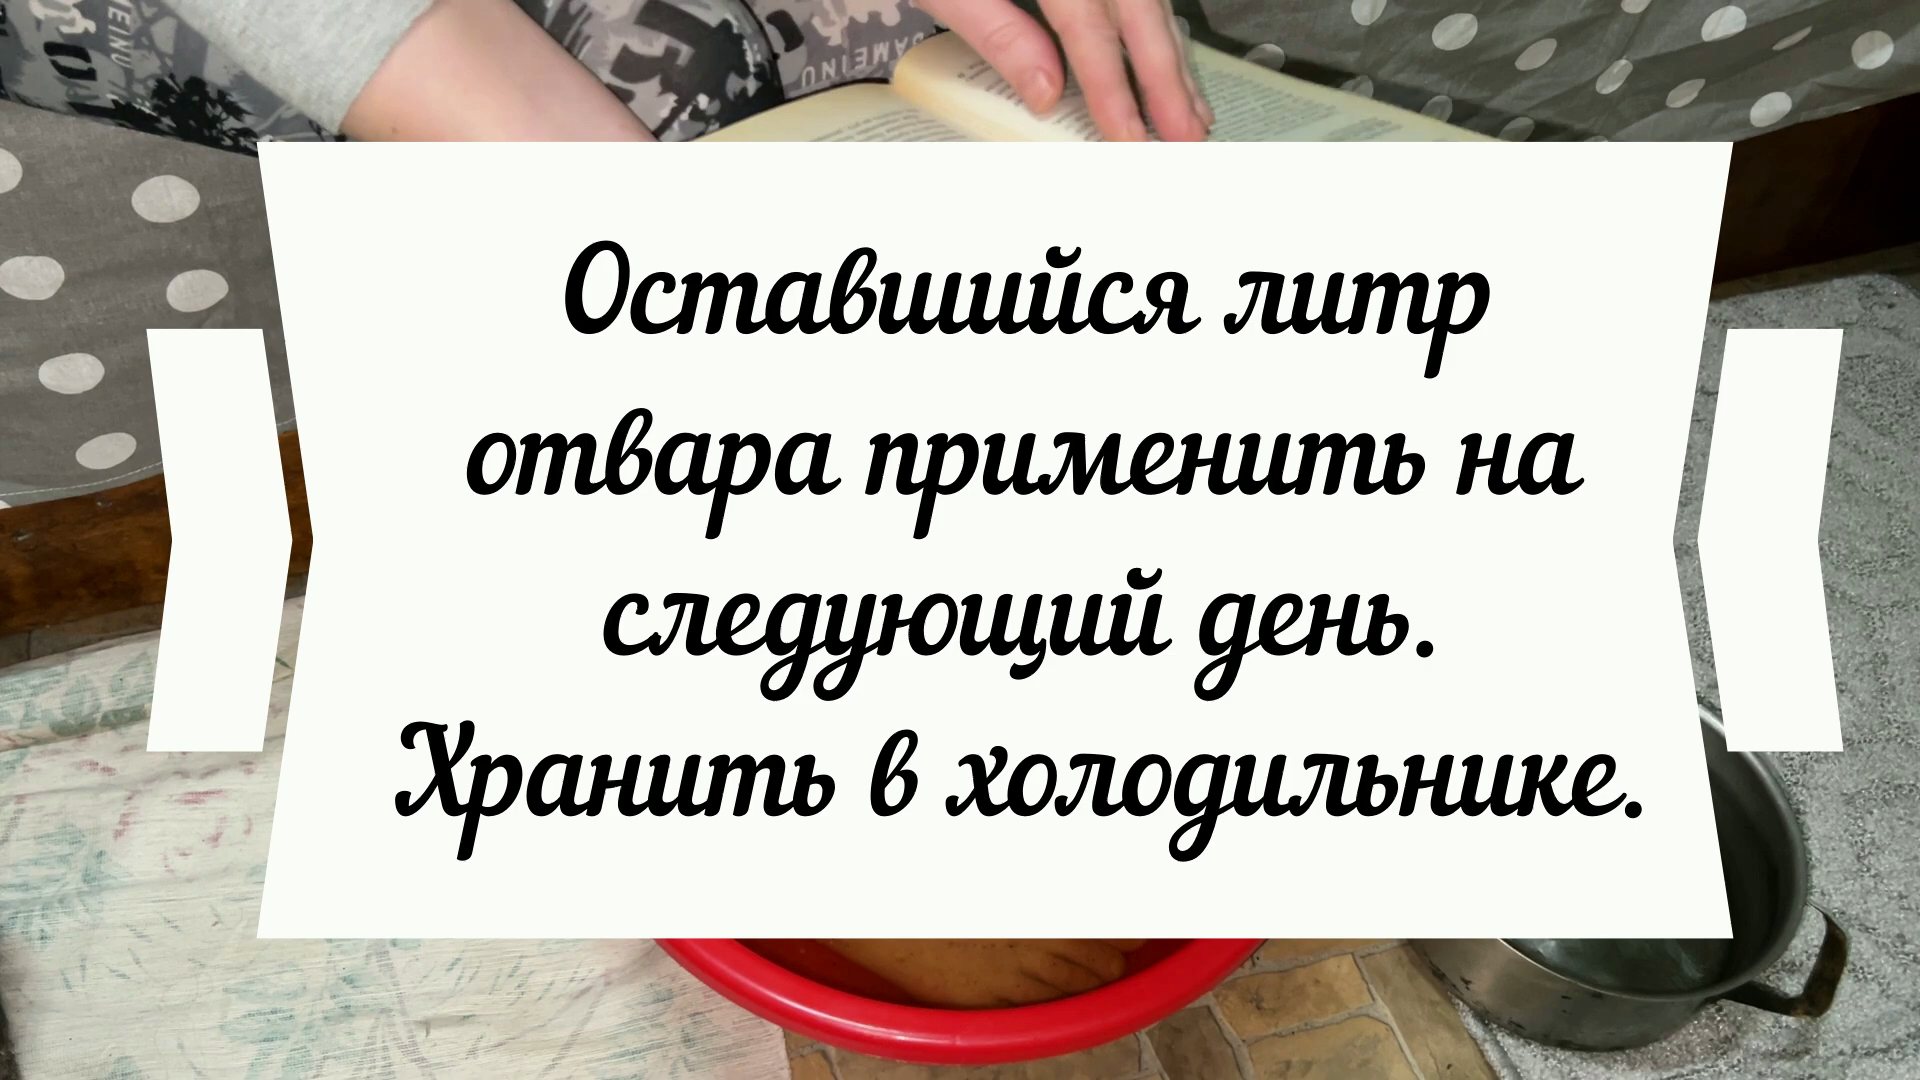 Оставшийся литр
отвара применить на
следующий день.
Хранить в холодильнике.